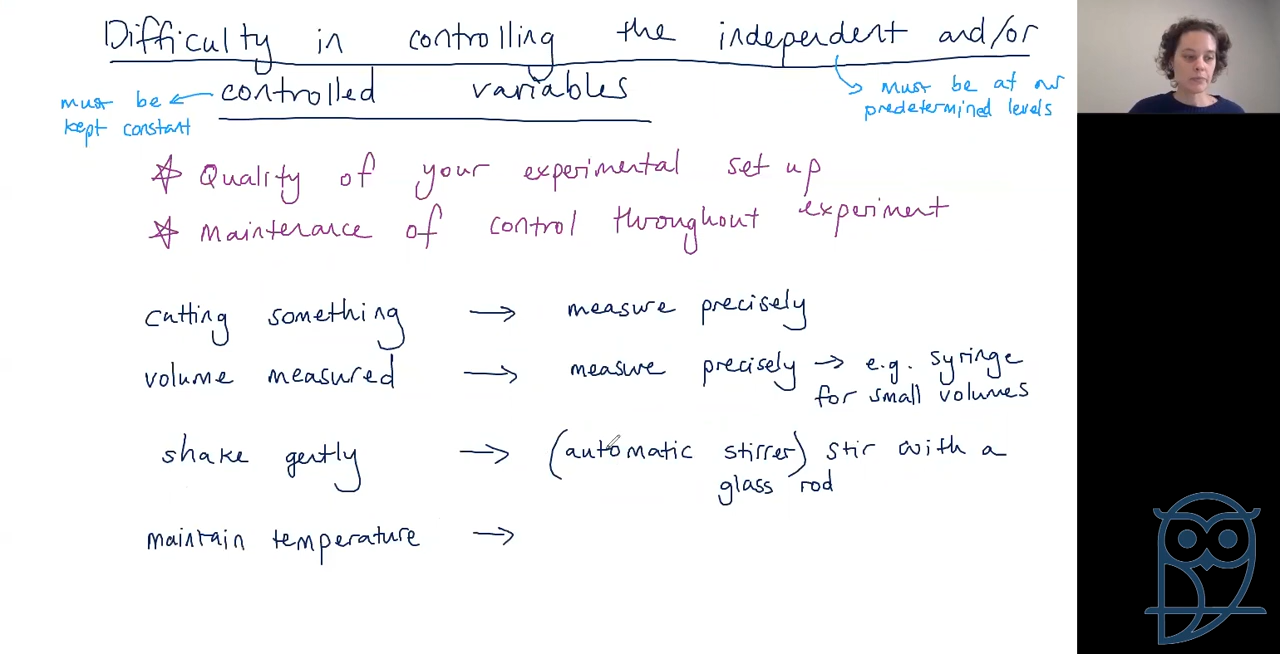 Difficulty in controlling the independent and/or
controlled variables
must be
kept constant
must be at our
predetermined levels
☆ Quality of your experimental set up
☆ Maintenance of control throughout experiment
cutting something → measure precisely
volume measured → measure precisely → e.g. syringe
for small volumes
shake gently → (automatic stirrer) stir with a
glass rod
maintain temperature →